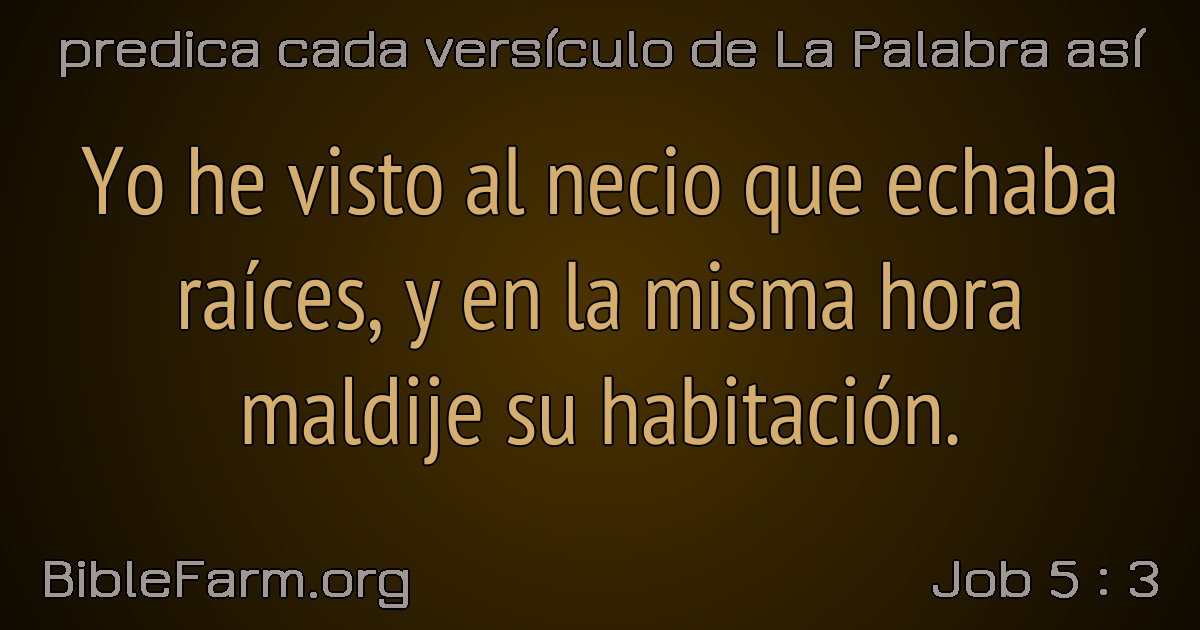 predica cada versículo de La Palabra así
Yo he visto al necio que echaba
raíces, y en la misma hora
maldije su habitación.
BibleFarm.org
Job 5 : 3